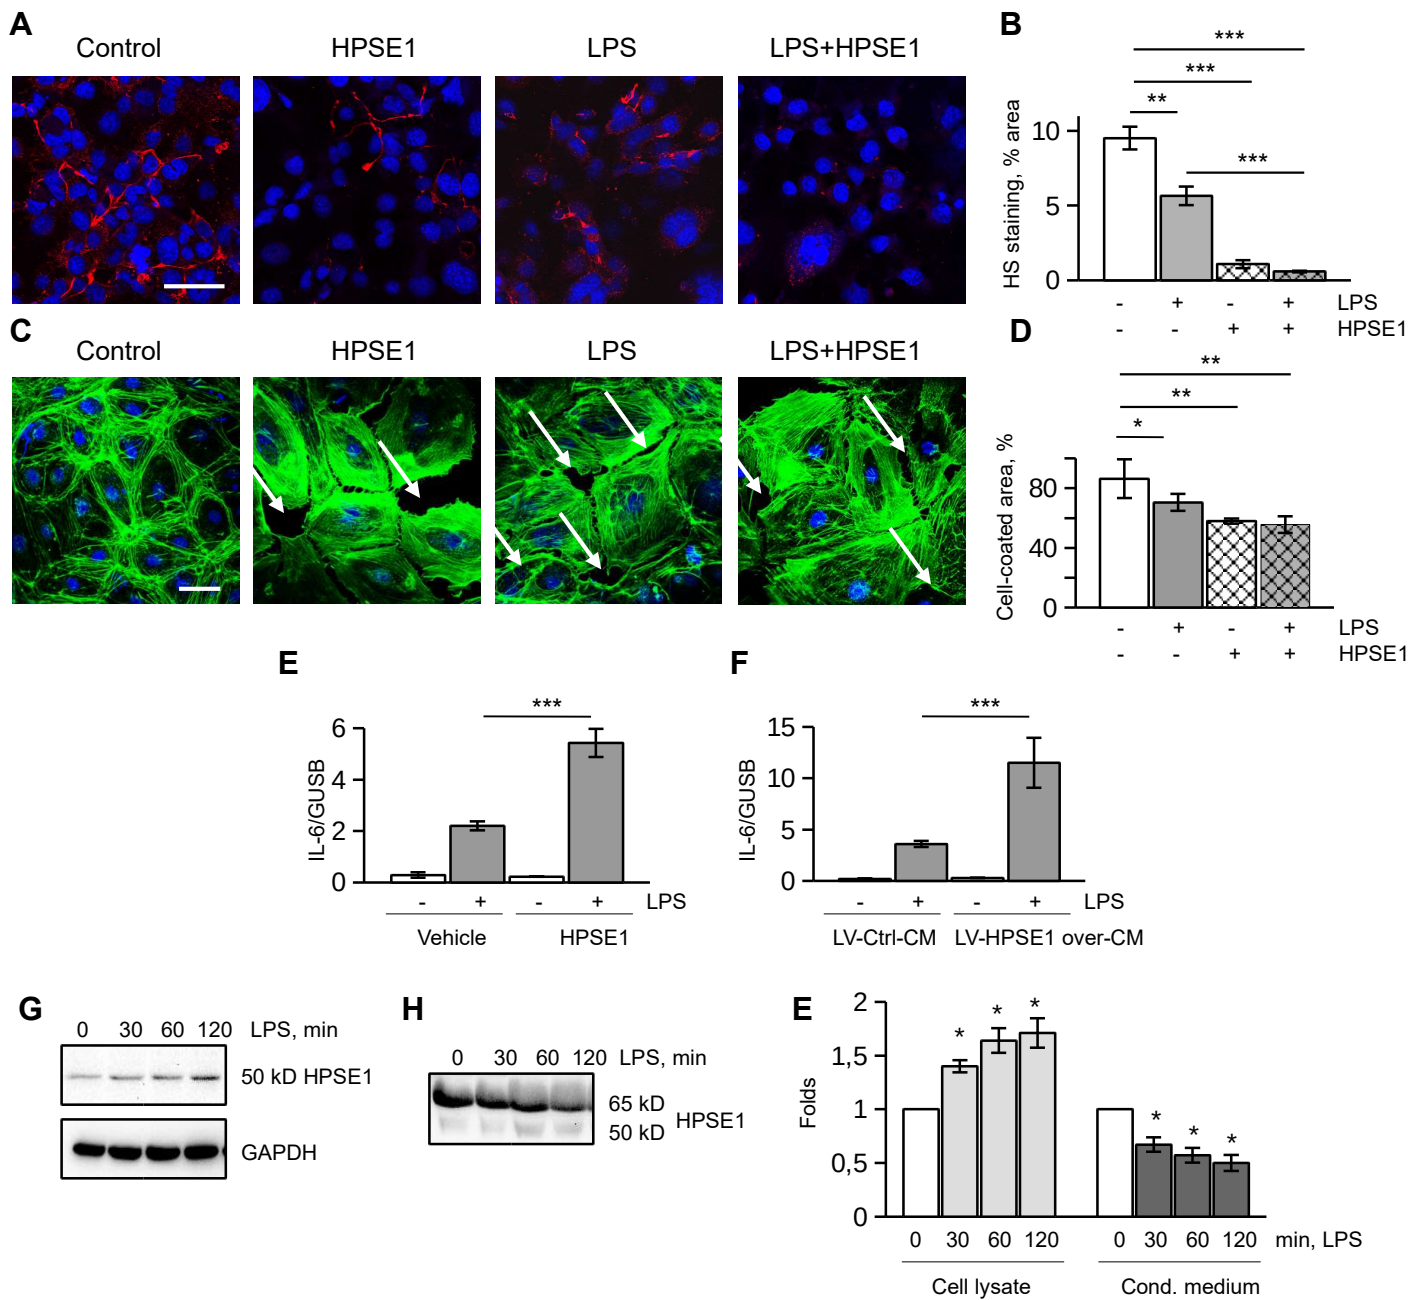 A
Control HPSE1 LPS LPS+HPSE1
B
***
***
**
***
HS staining, % area
10
5
0
- + - + LPS
- - + + HPSE1
C
Control HPSE1 LPS LPS+HPSE1
D
**
**
*
Cell-coated area, %
80
40
0
- + - + LPS
- - + + HPSE1
E
***
IL-6/GUSB
6
4
2
0
- + - + LPS
Vehicle HPSE1
F
***
IL-6/GUSB
15
10
5
0
- + - + LPS
LV-Ctrl-CM LV-HPSE1 over-CM
G
0 30 60 120 LPS, min
50 kD HPSE1
GAPDH
H
0 30 60 120 LPS, min
65 kD
HPSE1
50 kD
E
Folds
2
1,5
1
0,5
0
* * *
* * *
0 30 60 120 0 30 60 120 min, LPS
Cell lysate Cond. medium